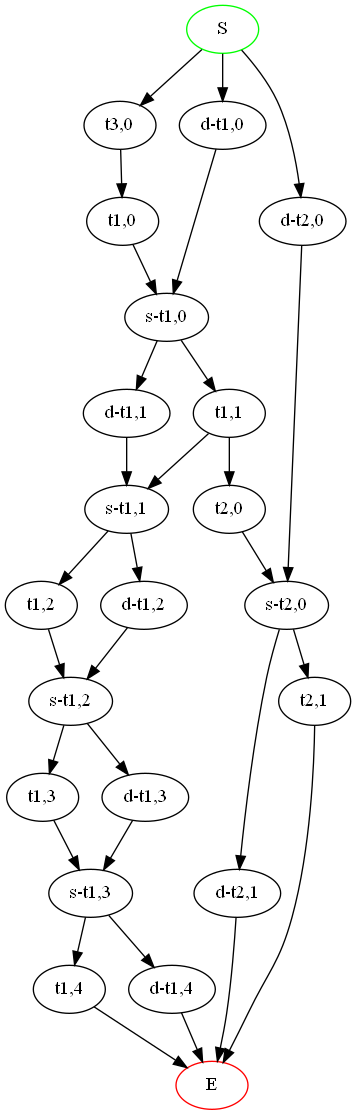 S
t3,0
d-t1,0
t1,0
d-t2,0
s-t1,0
d-t1,1
t1,1
s-t1,1
t2,0
t1,2
d-t1,2
s-t2,0
s-t1,2
t2,1
t1,3
d-t1,3
s-t1,3
d-t2,1
t1,4
d-t1,4
E